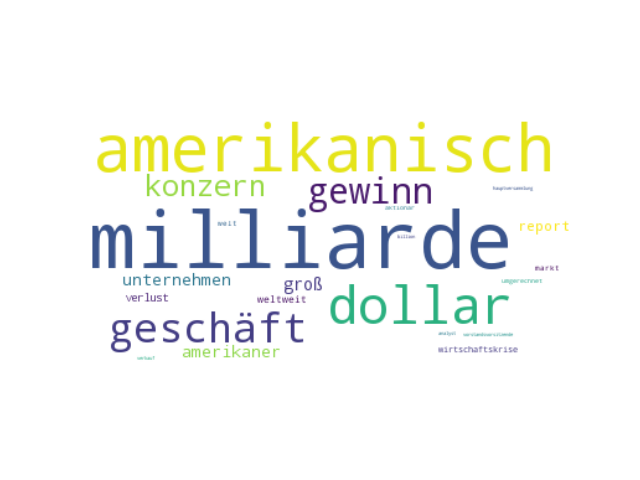 amerikanisch
konzern gewinn
hauptversammlung
aktionär
milliarde
weit
billion
report
markt
unternehmen groß umgerechnet
verlust weltweit dollar
geschäft
analyst vorstandsvorsitzende
amerikaner wirtschaftskrise
verkauf